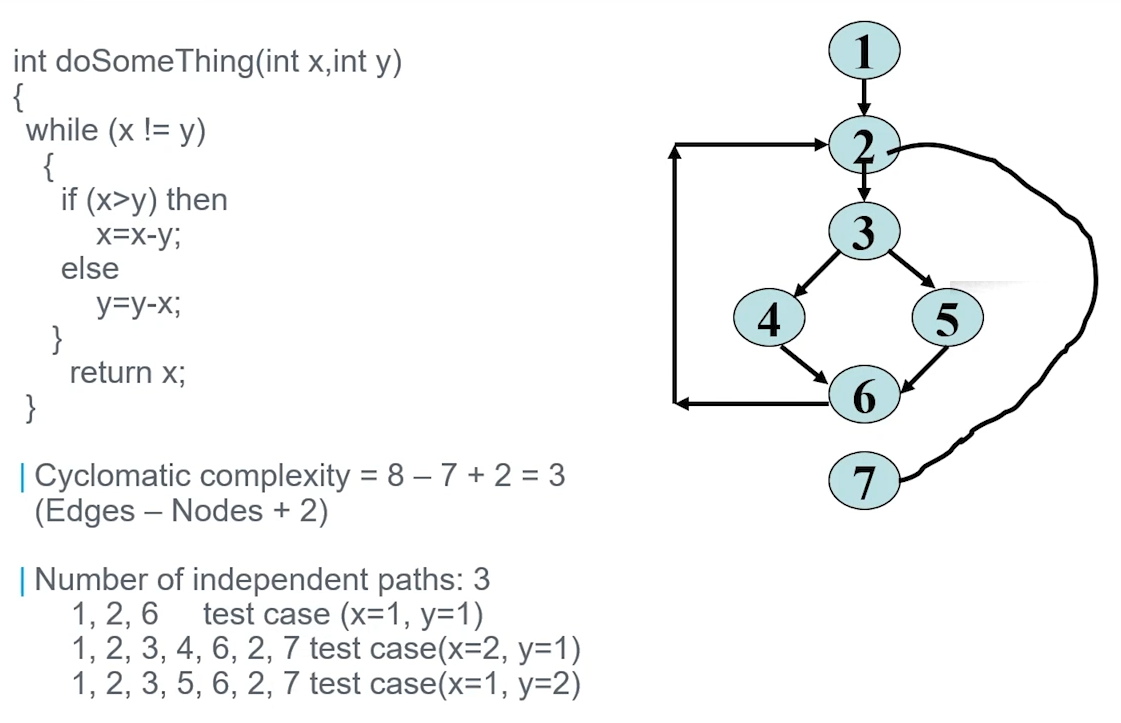 int doSomeThing(int x,int y)
{
while (x != y)
{
if (x>y) then
x=x-y;
else
y=y-x;
}
return x;
}
| Cyclomatic complexity = 8 – 7 + 2 = 3
(Edges – Nodes + 2)
| Number of independent paths: 3
1, 2, 6 test case (x=1, y=1)
1, 2, 3, 4, 6, 2, 7 test case(x=2, y=1)
1, 2, 3, 5, 6, 2, 7 test case(x=1, y=2)
1
2
3
4 5
6
7